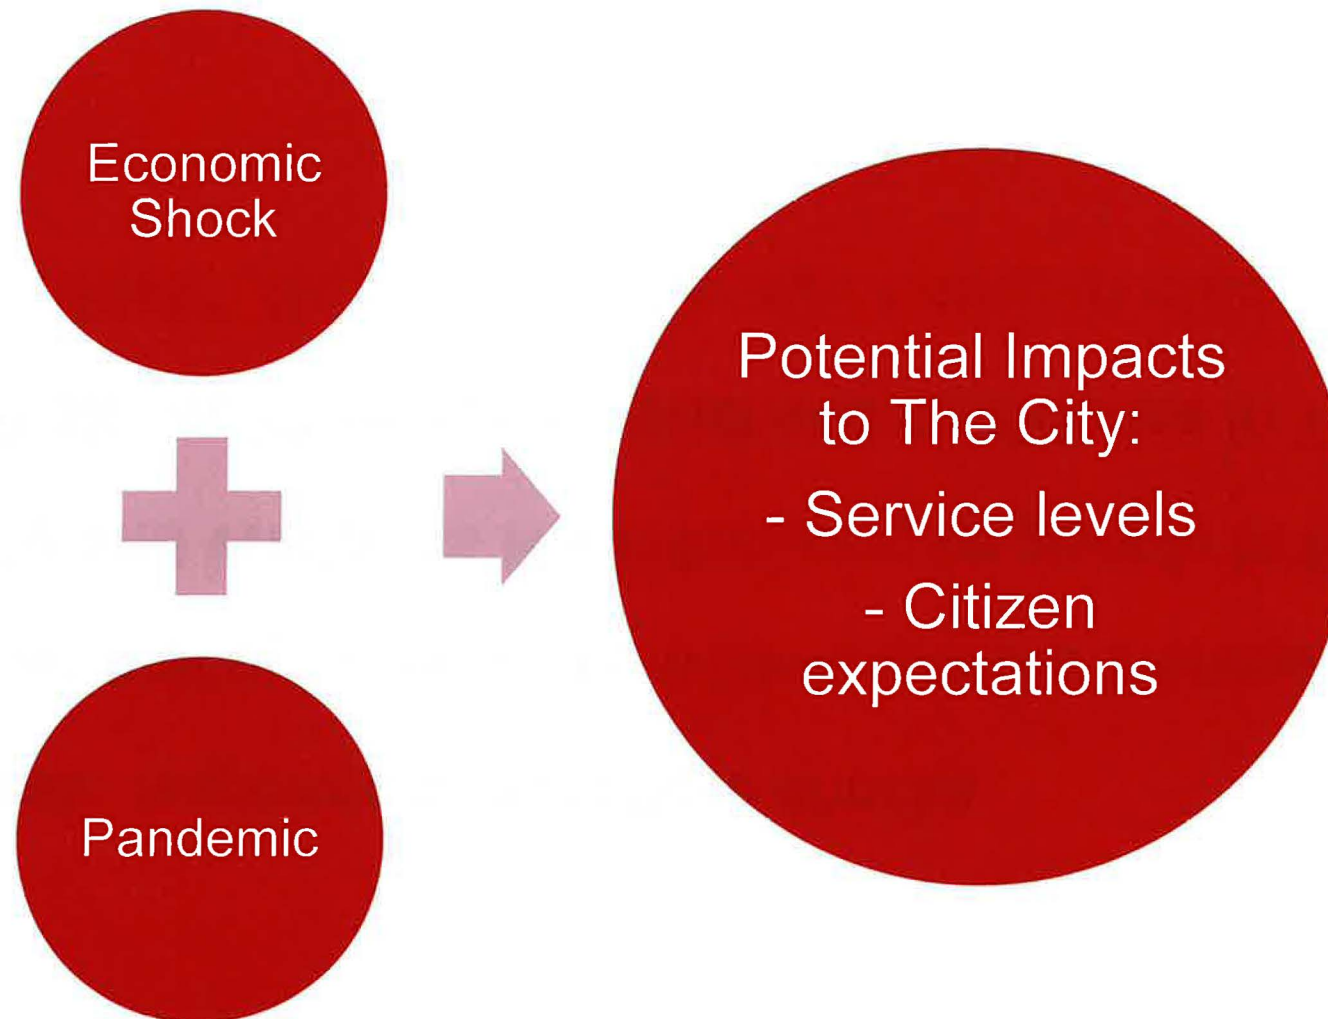 Economic
Shock
Pandemic
Potential Impacts
to The City:
- Service levels
- Citizen
expectations